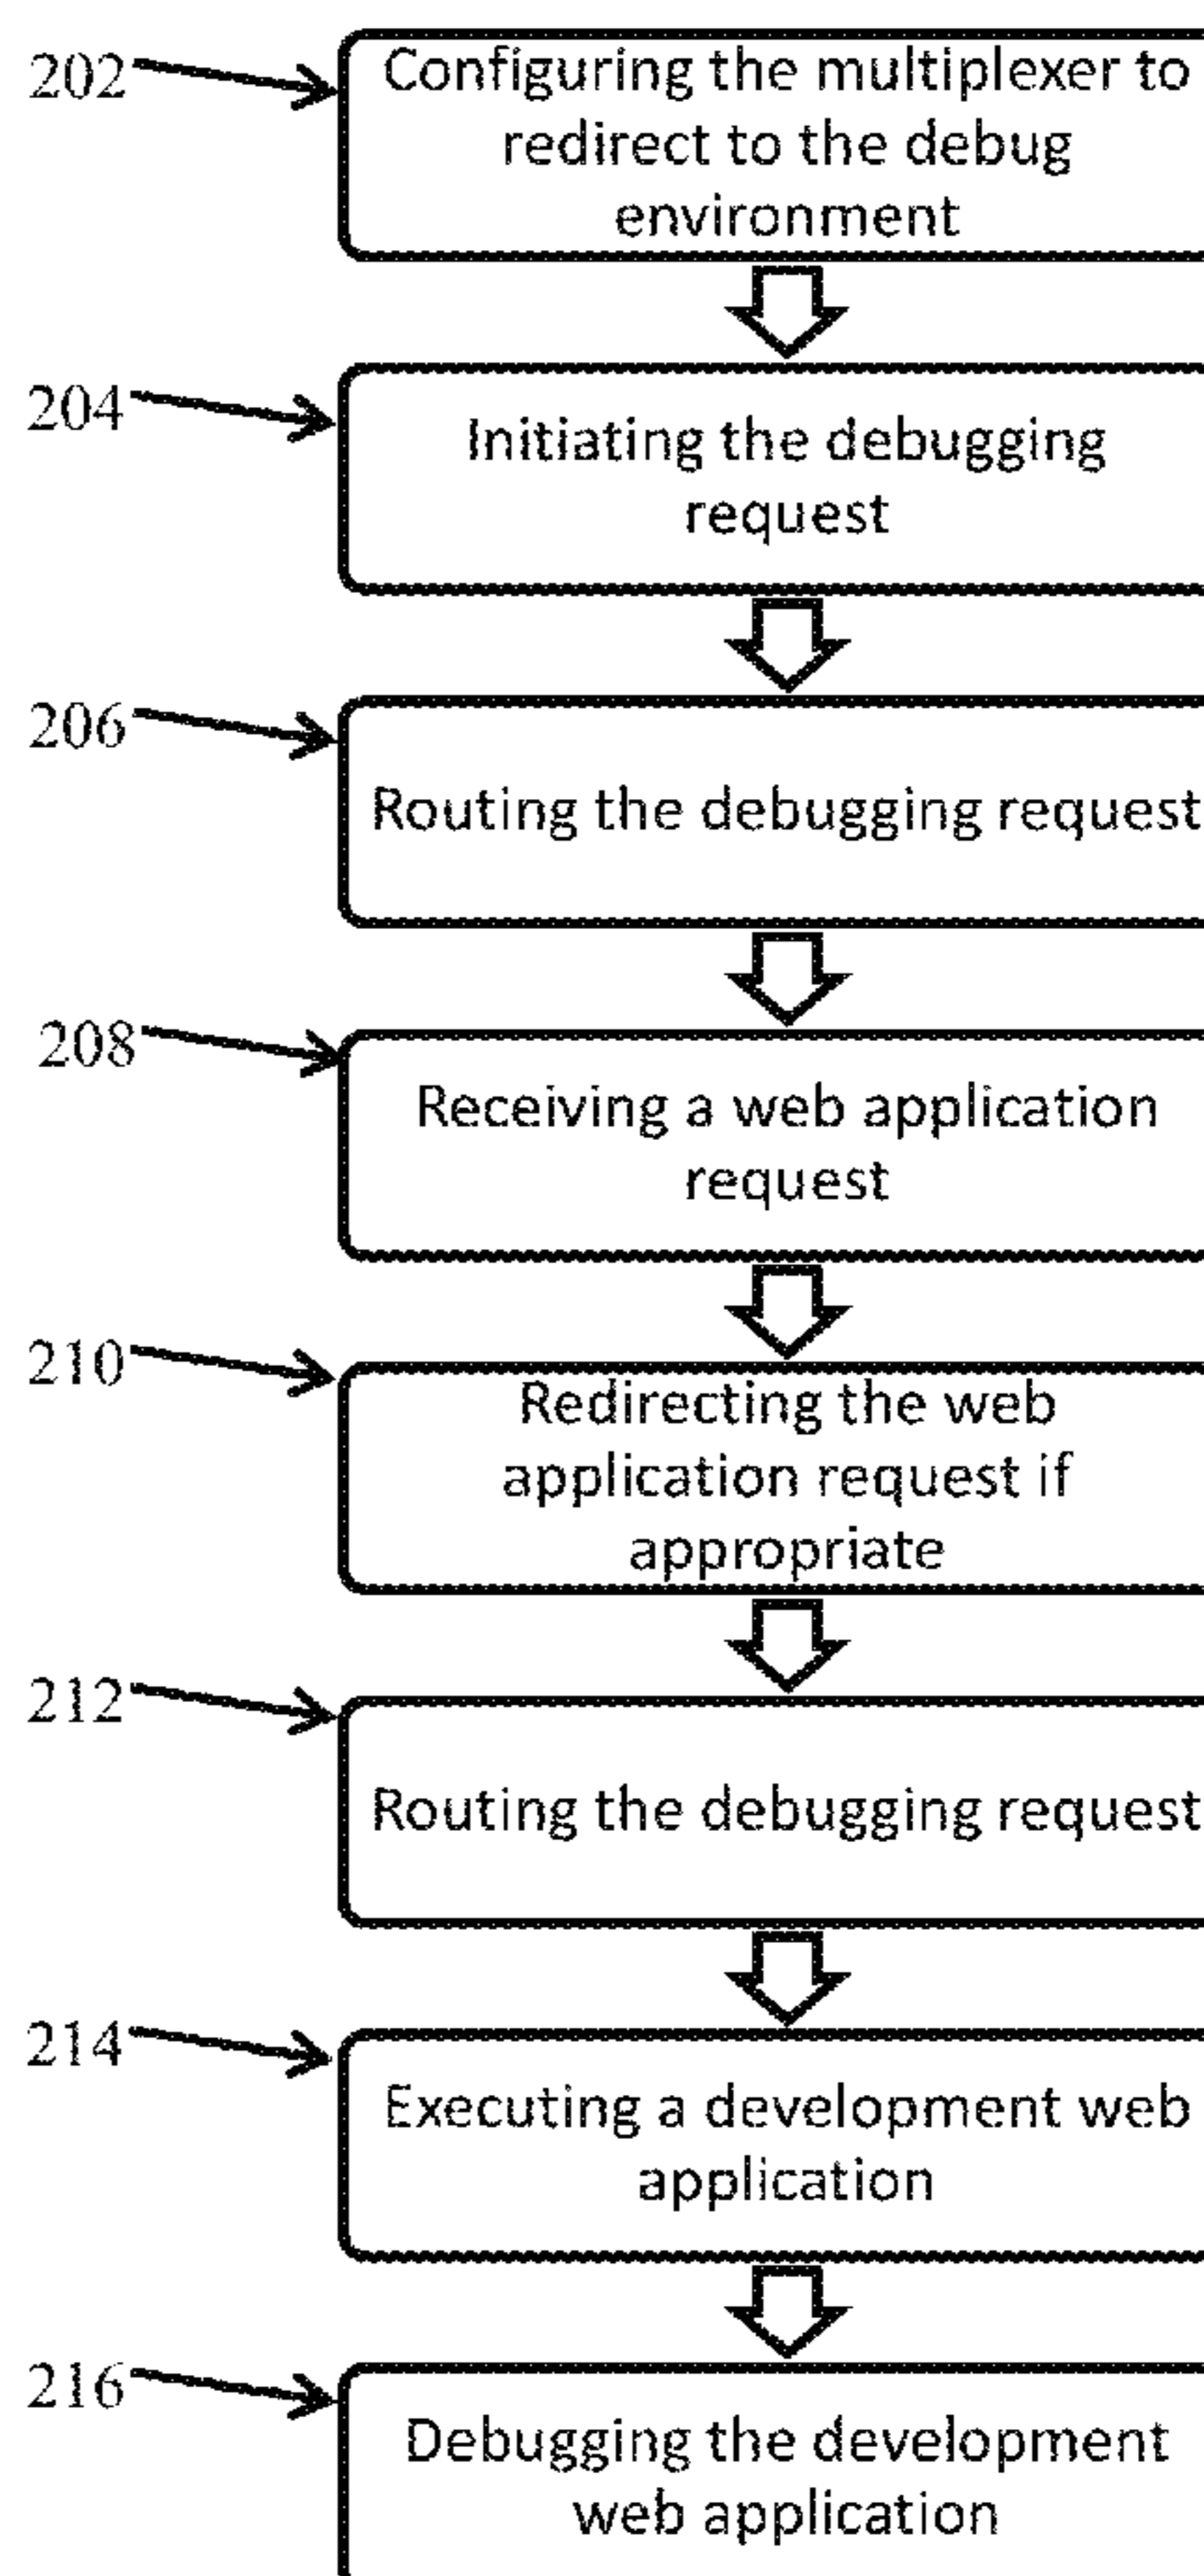 202
Configuring the multiplexer to
redirect to the debug
environment
204
Initiating the debugging
request
206
Routing the debugging request
208
Receiving a web application
request
210
Redirecting the web
application request if
appropriate
212
Routing the debugging request
214
Executing a development web
application
216
Debugging the development
web application